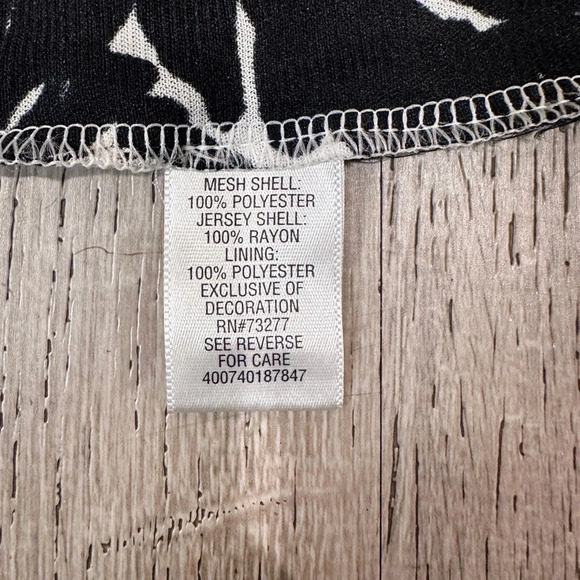 MESH SHELL:
100% POLYESTER
JERSEY SHELL:
100% RAYON
LINING:
100% POLYESTER
EXCLUSIVE OF
DECORATION
RN#73277
SEE REVERSE
FOR CARE
400740187847